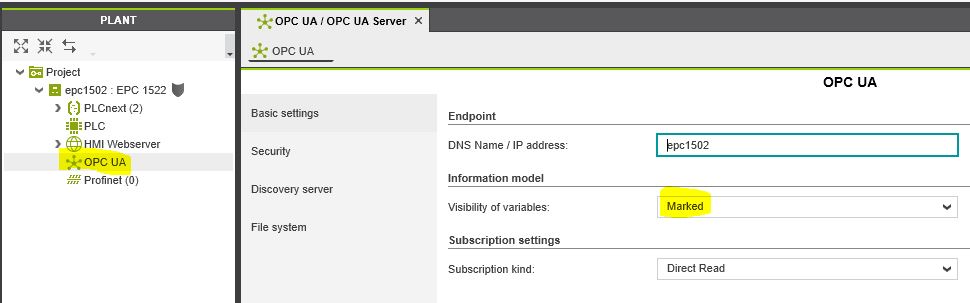 PLANT
Project
epc1502 : EPC 1522
PLCnext (2)
PLC
HMI Webserver
OPC UA
Profinet (0)
OPC UA / OPC UA Server
OPC UA
OPC UA
Basic settings
Security
Discovery server
File system
Endpoint
DNS Name / IP address: epc1502
Information model
Visibility of variables: Marked
Subscription settings
Subscription kind: Direct Read